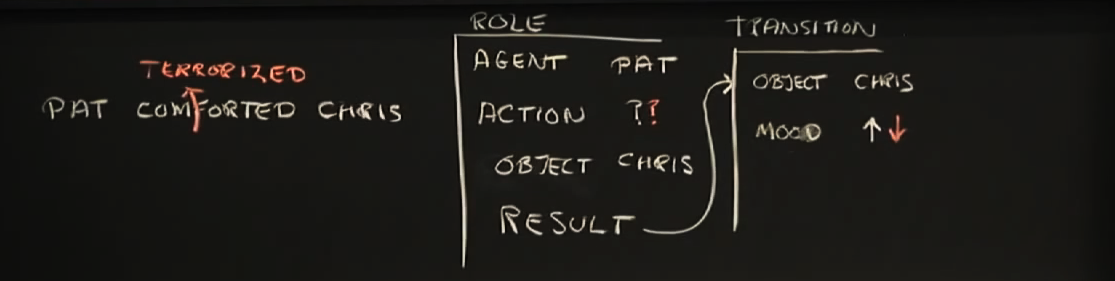 TERRORIZED
PAT COMFORTED CHRIS
ROLE
AGENT PAT
ACTION ??
OBJECT CHRIS
RESULT
TRANSITION
OBJECT CHRIS
MOOD ↑↓